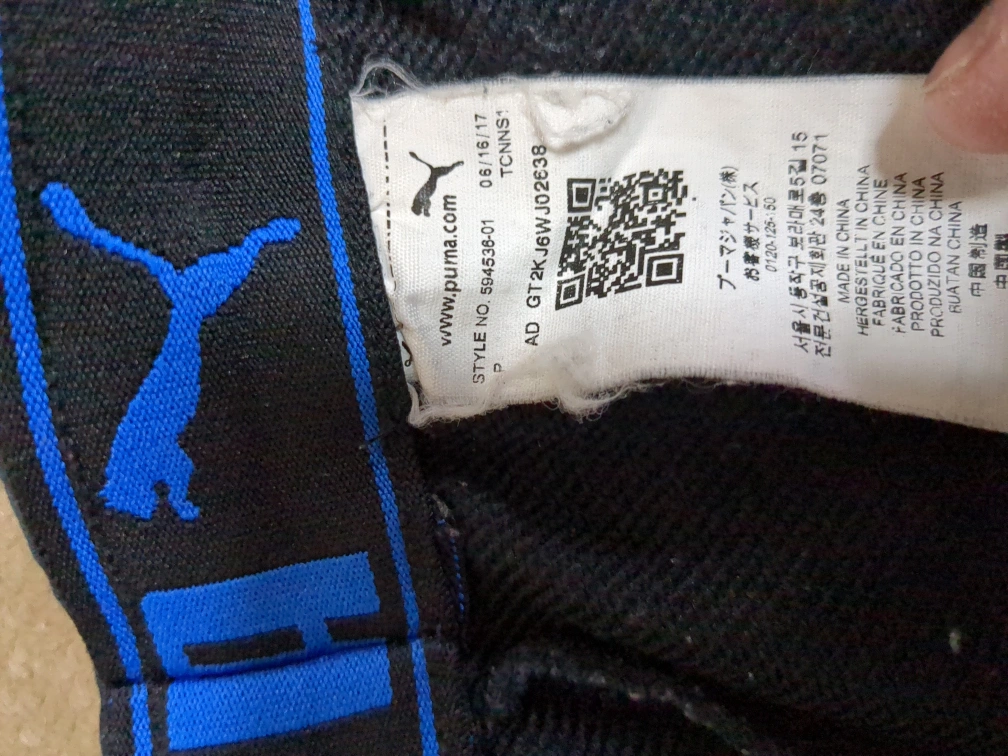 www.puma.com
STYLE NO. 594636-01 06/16/17
P TCNNS1
AD GT2KJ6WJ02638
プーマジャパン(株)
お客様サービス
0120-125-150
서울시 동작구 보라매로5길 15
전문건설공제회관 24층 07071
MADE IN CHINA
HERGESTELLT IN CHINA
FABRIQUÉ EN CHINE
FABRICADO EN CHINA
PRODOTTO IN CHINA
PRODUZIDO NA CHINA
BUATAN CHINA
中国制造